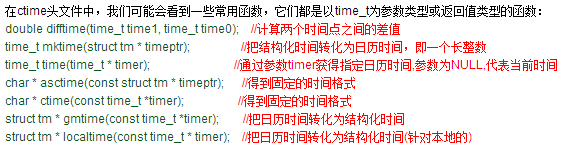 在ctime头文件中，我们可能会看到一些常用函数，它们都是以time_t为参数类型或返回值类型的函数：
double difftime(time_t time1, time_t time0);   //计算两个时间点之间的差值
time_t mktime(struct tm * timeptr);   //把结构化时间转化为日历时间，即一个长整数
time_t time(time_t * timer);   //通过参数timer获得指定日历时间,参数为NULL,代表当前时间
char * asctime(const struct tm * timeptr);   //得到固定的时间格式
char * ctime(const time_t *timer);   //得到固定的时间格式
struct tm * gmtime(const time_t *timer);   //把日历时间转化为结构化时间
struct tm * localtime(const time_t * timer);   //把日历时间转化为结构化时间(针对本地的)